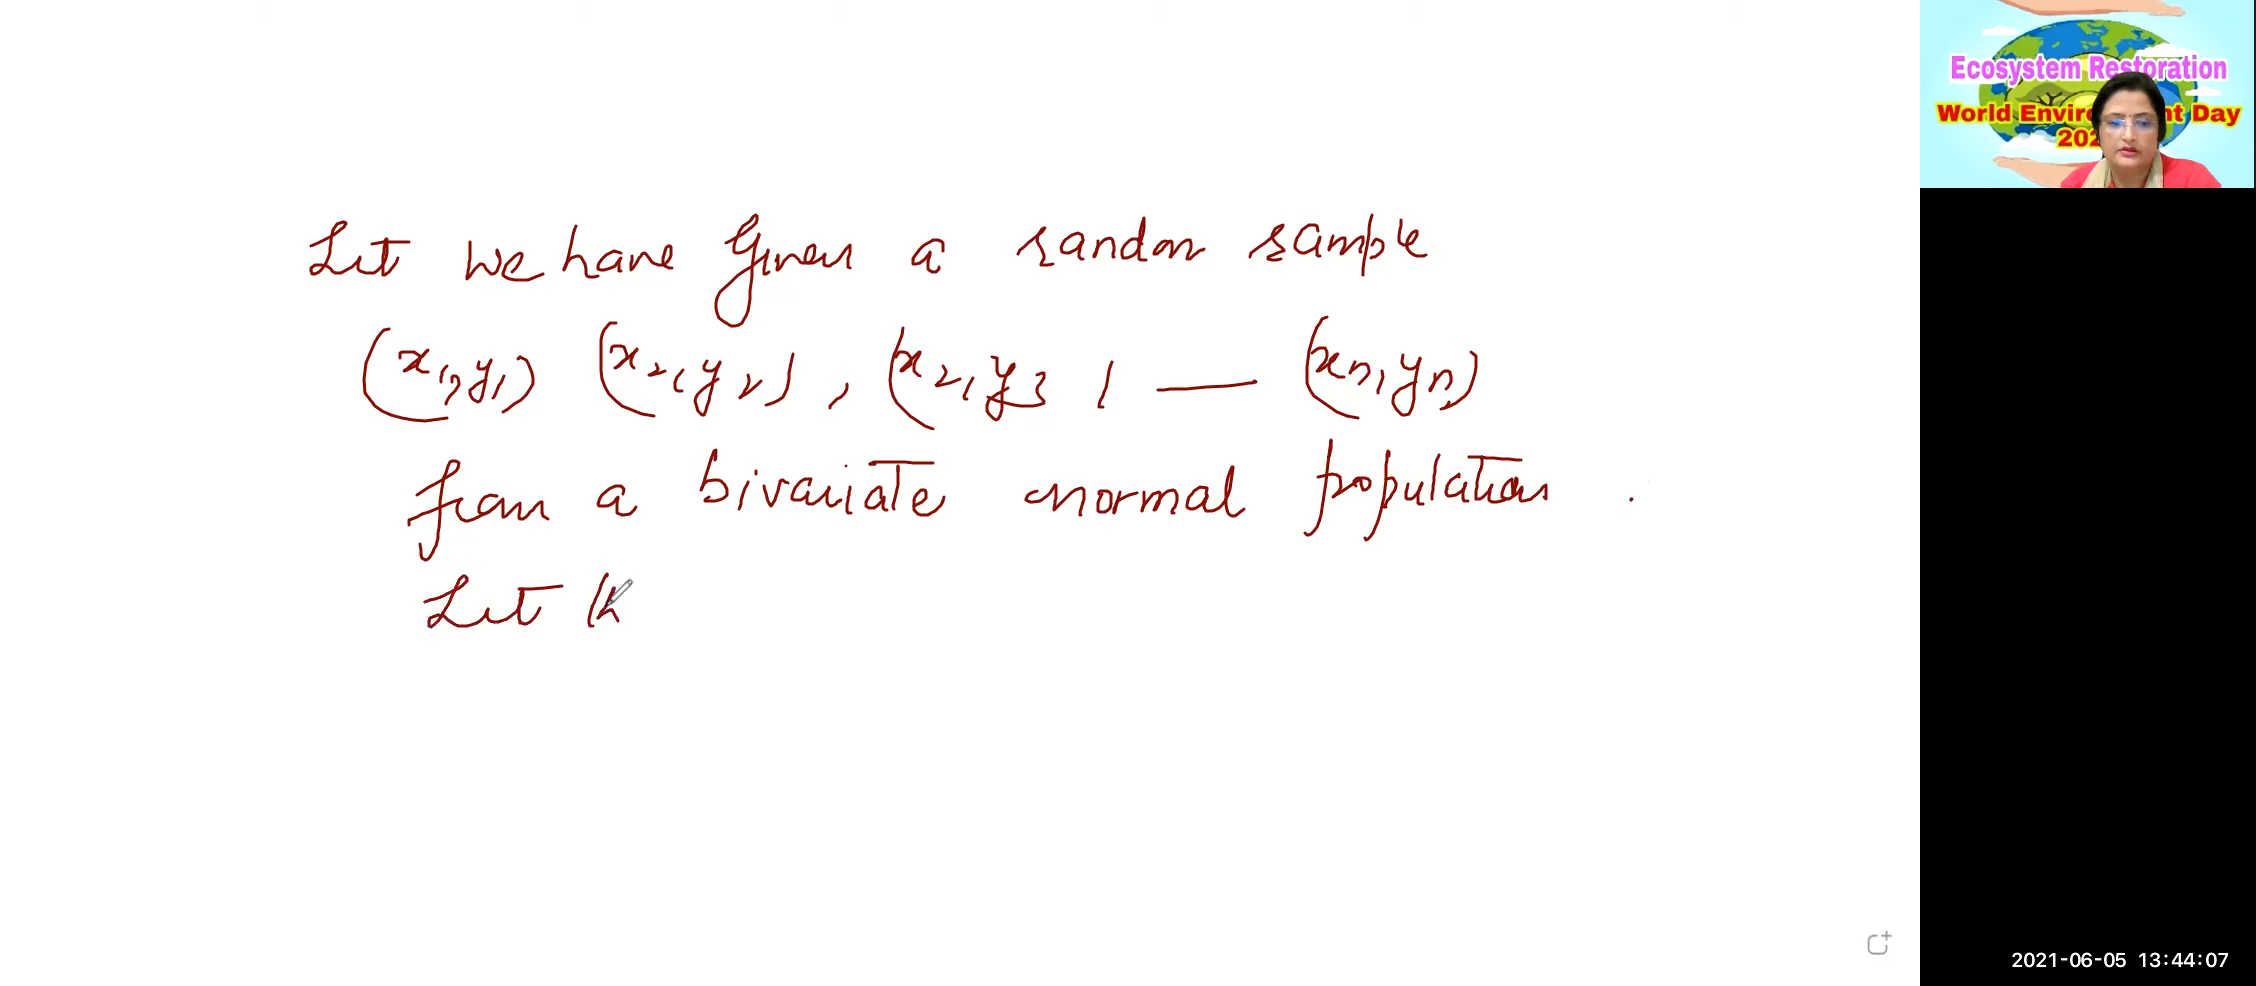 Ecosystem Restoration
World Envir nt Day
202
Let we have Given a random sample
(x1, y1) (x2, y2), (x2, y3, — (xn, yn)
from a bivariate normal population .
Let (
2021-06-05 13:44:07